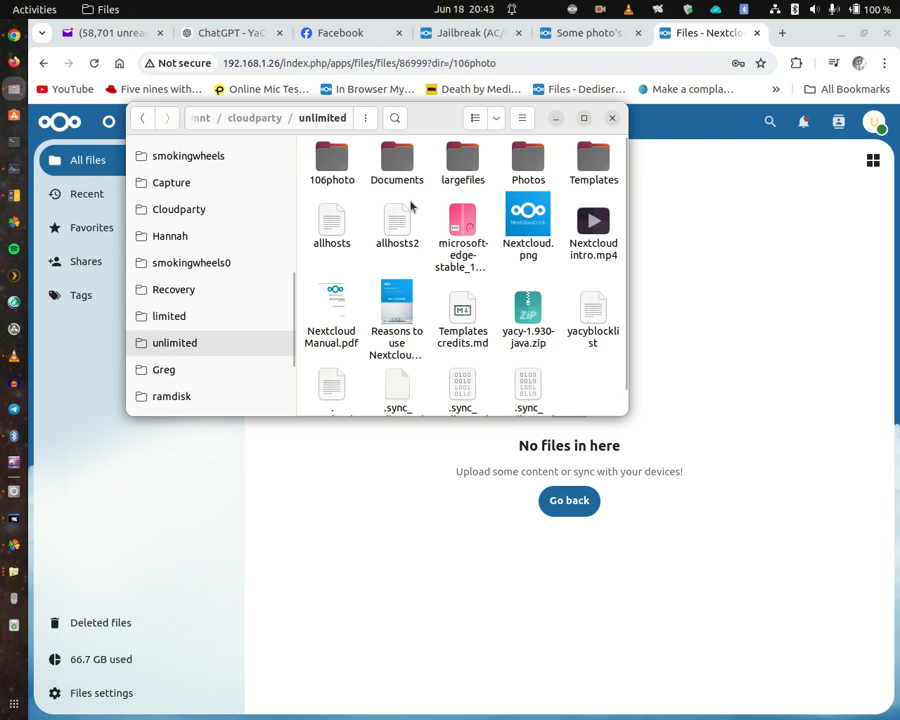 Activities
Files
Jun 18 20:43
100 %
(58,701 unrea
ChatGPT - YaC
Facebook
Jailbreak (AC/
Some photo's
Files - Nextclo
Not secure
192.168.1.26/index.php/apps/files/files/86999?dir=/106photo
YouTube
Five nines with...
Online Mic Tes...
In Browser My...
Death by Medi...
Files - Dediser...
Make a compla...
»
All Bookmarks
mnt / cloudparty / unlimited
U
All files
Recent
Favorites
Shares
Tags
smokingwheels
Capture
Cloudparty
Hannah
smokingwheels0
Recovery
limited
unlimited
Greg
ramdisk
106photo
Documents
largefiles
Photos
Templates
allhosts
allhosts2
microsoft-
edge-
stable_1...
Nextcloud.
png
Nextcloud
intro.mp4
Nextcloud
Manual.pdf
Reasons to
use
Nextclou...
Templates
credits.md
yacy-1.930-
java.zip
yacyblockli
st
.sync_
.sync_
.sync_
No files in here
Upload some content or sync with your devices!
Go back
Deleted files
66.7 GB used
Files settings